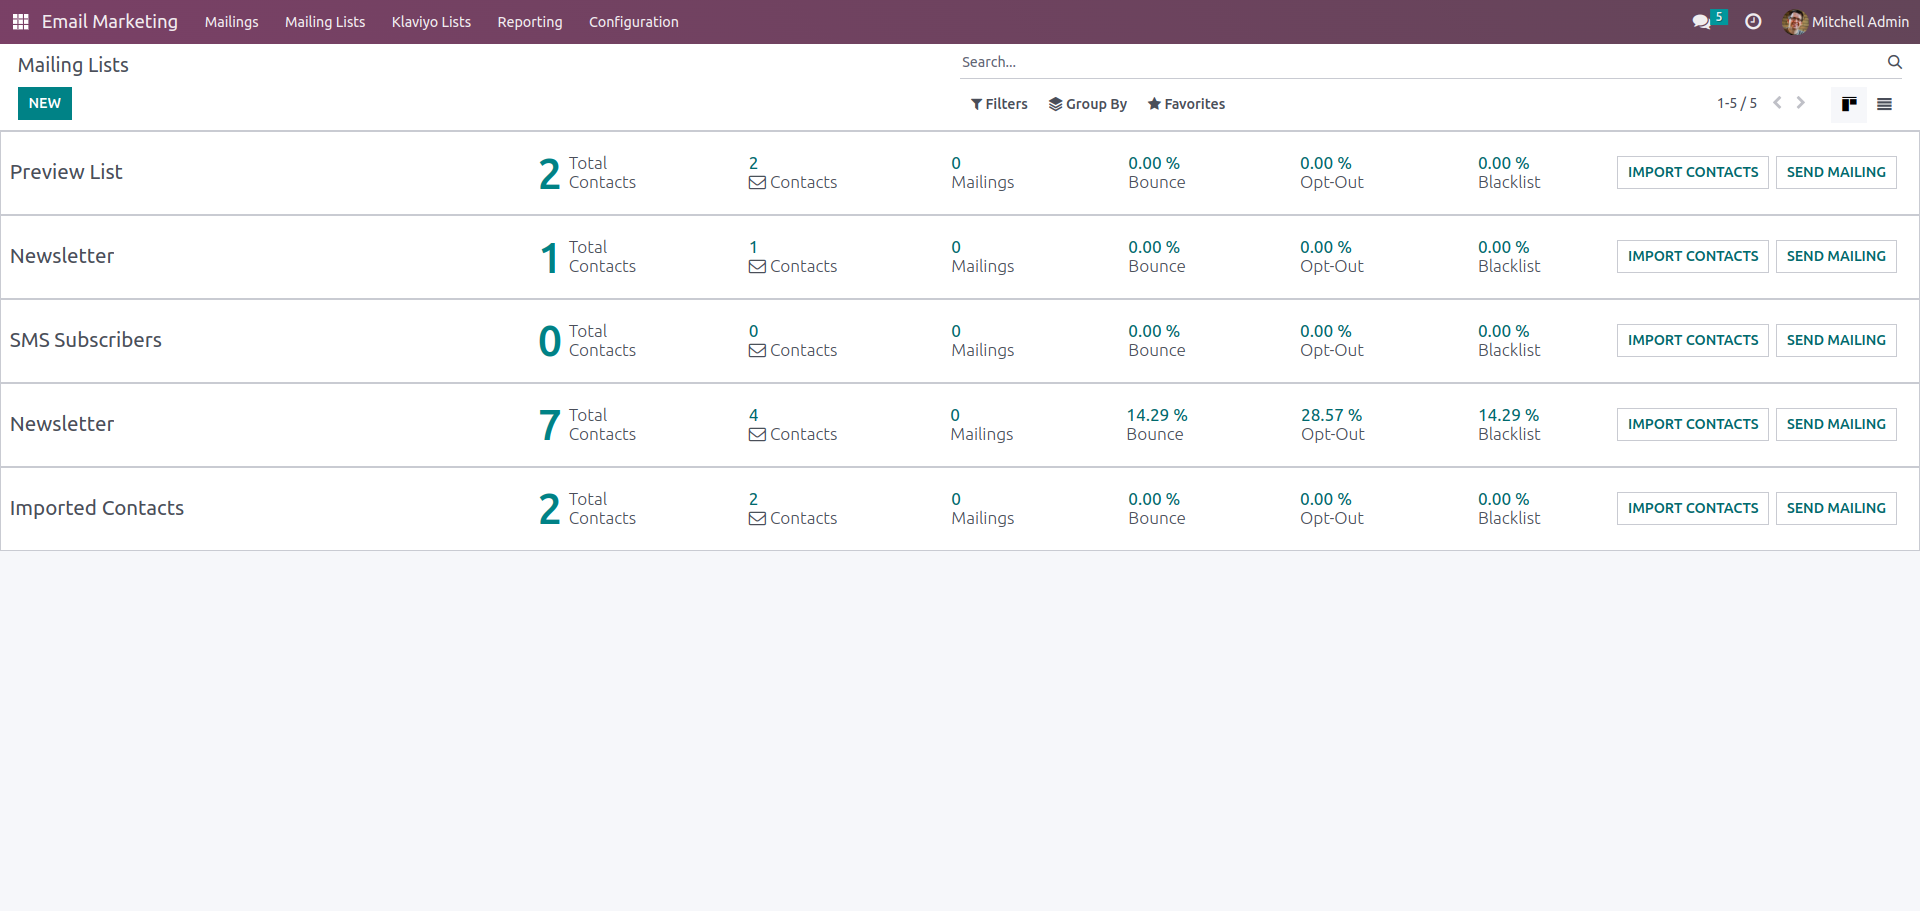 Email Marketing Mailings Mailing Lists Klaviyo Lists Reporting Configuration 5 Mitchell Admin
Mailing Lists Search...
NEW Filters Group By Favorites 1-5 / 5
Preview List 2 Total Contacts 2 Contacts 0 Mailings 0.00 % Bounce 0.00 % Opt-Out 0.00 % Blacklist IMPORT CONTACTS SEND MAILING
Newsletter 1 Total Contacts 1 Contacts 0 Mailings 0.00 % Bounce 0.00 % Opt-Out 0.00 % Blacklist IMPORT CONTACTS SEND MAILING
SMS Subscribers 0 Total Contacts 0 Contacts 0 Mailings 0.00 % Bounce 0.00 % Opt-Out 0.00 % Blacklist IMPORT CONTACTS SEND MAILING
Newsletter 7 Total Contacts 4 Contacts 0 Mailings 14.29 % Bounce 28.57 % Opt-Out 14.29 % Blacklist IMPORT CONTACTS SEND MAILING
Imported Contacts 2 Total Contacts 2 Contacts 0 Mailings 0.00 % Bounce 0.00 % Opt-Out 0.00 % Blacklist IMPORT CONTACTS SEND MAILING